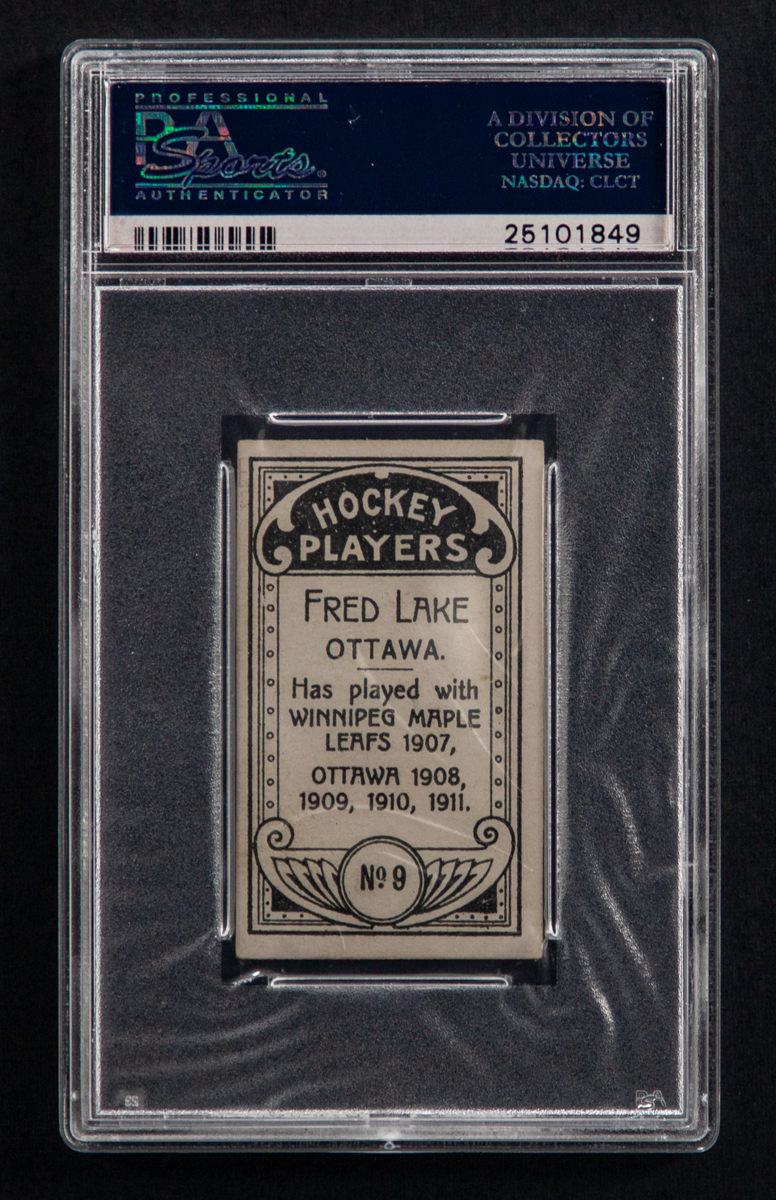 PROFESSIONAL
PSA
Sports®
AUTHENTICATOR
A DIVISION OF
COLLECTORS
UNIVERSE
NASDAQ: CLCT
25101849
HOCKEY
PLAYERS
FRED LAKE
OTTAWA.
Has played with
WINNIPEG MAPLE
LEAFS 1907,
OTTAWA 1908,
1909, 1910, 1911.
Nº 9
PSA